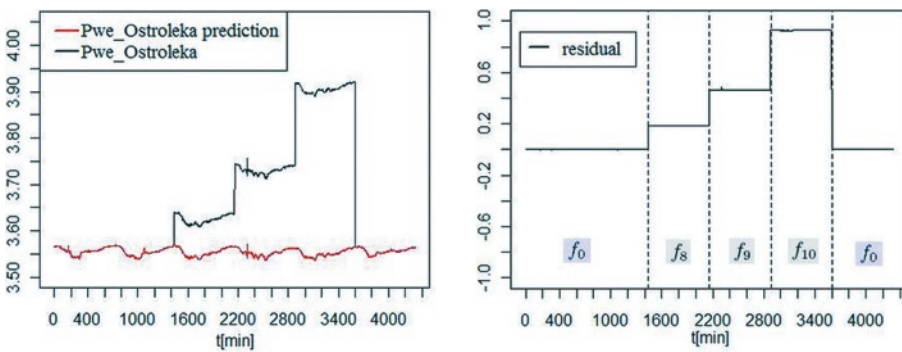 Pwe_Ostroleka prediction
Pwe_Ostroleka
4.00
3.90
3.80
3.70
3.60
3.50
0 400 1000 1600 2200 2800 3400 4000
t[min]
residual
1.0
0.6
0.2
-0.2
-0.6
-1.0
f0 f8 f9 f10 f0
0 400 1000 1600 2200 2800 3400 4000
t[min]